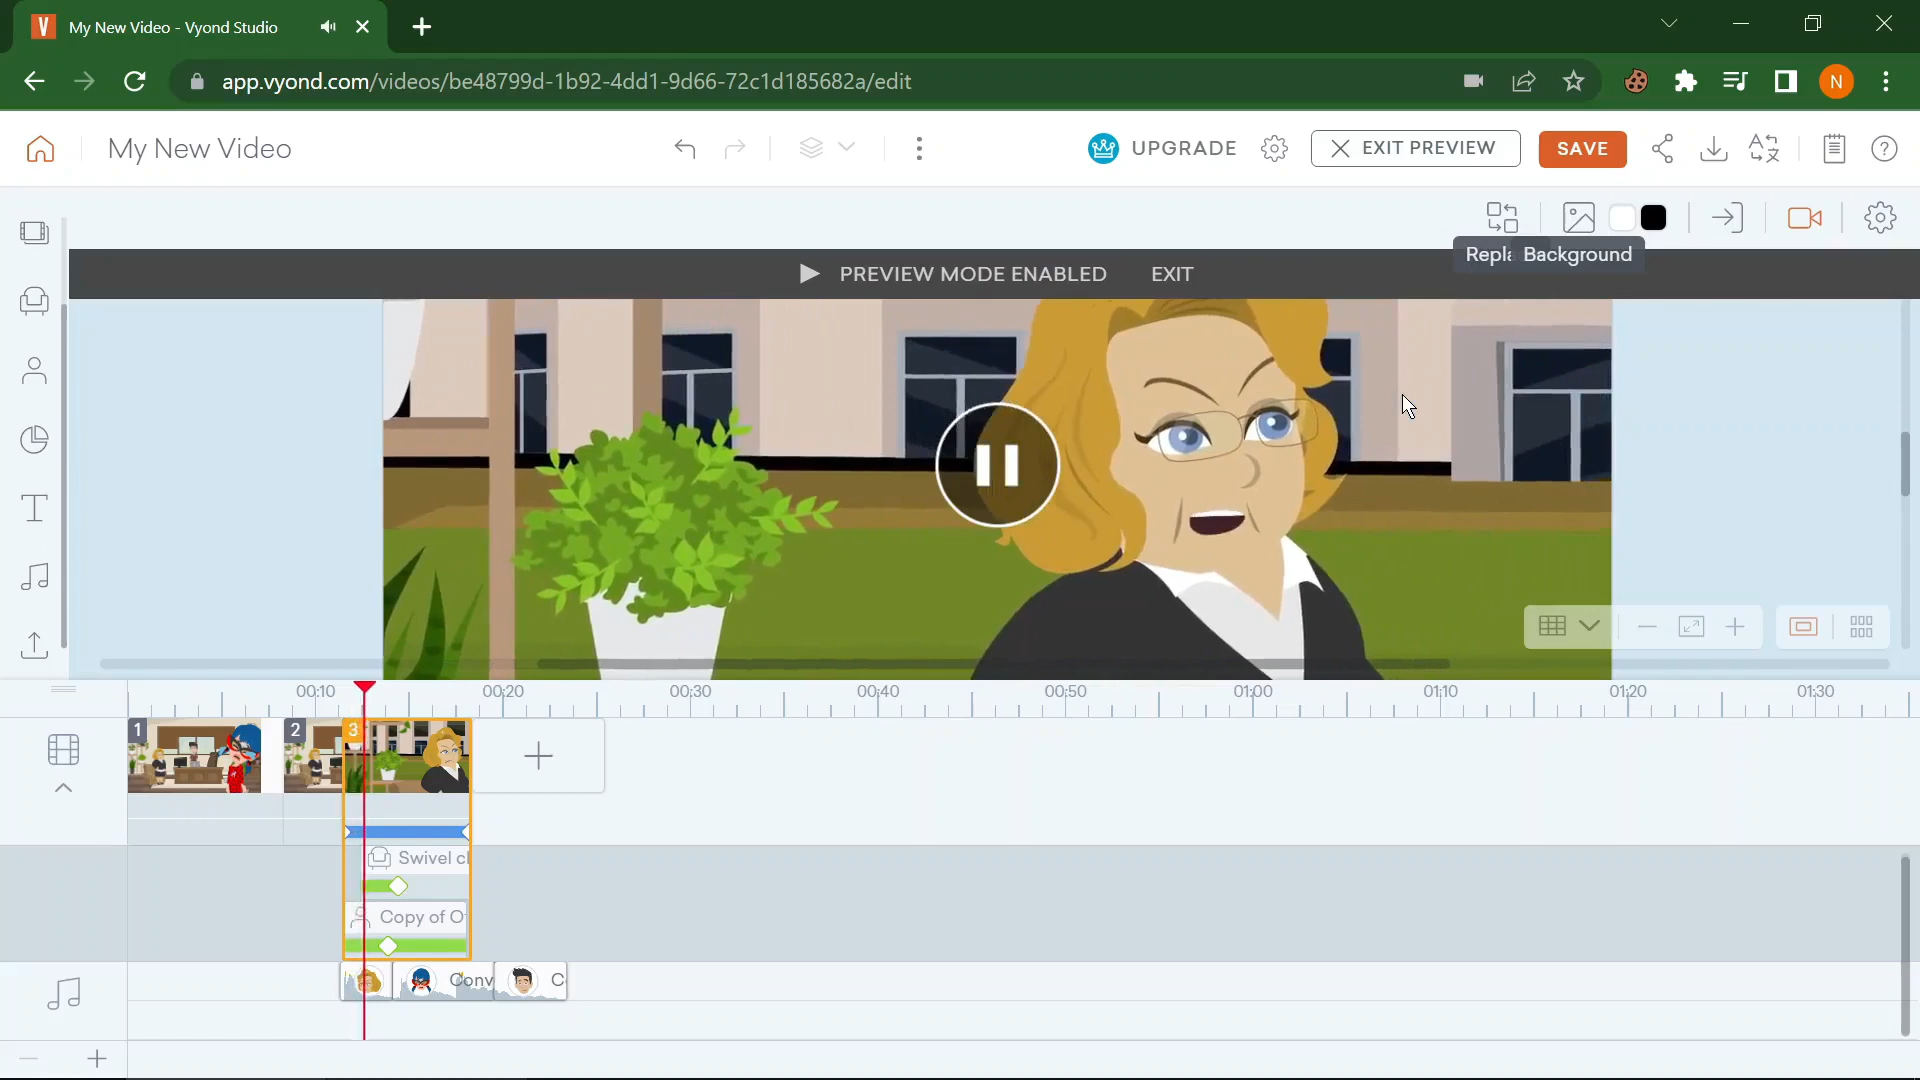 My New Video - Vyond Studio
app.vyond.com/videos/be48799d-1b92-4dd1-9d66-72c1d185682a/edit
N
My New Video
UPGRADE
EXIT PREVIEW
SAVE
Repla Background
PREVIEW MODE ENABLED EXIT
00:10 00:20 00:30 00:40 00:50 01:00 01:10 01:20 01:30
1 2 3
Swivel cl
Copy of O
Conv C